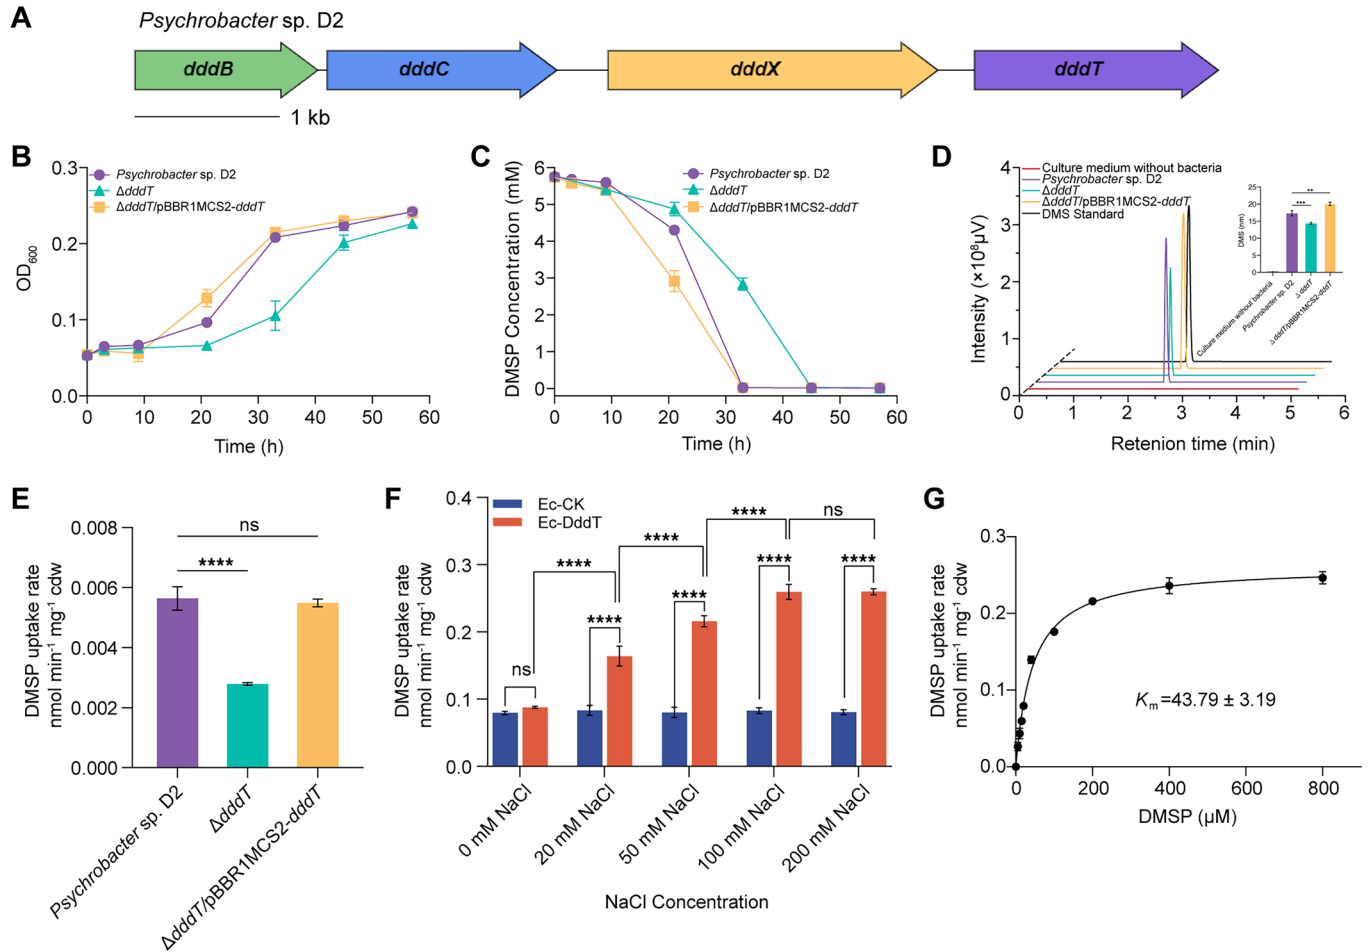 A
Psychrobacter sp. D2
dddB
dddC
dddX
dddT
1 kb
B
0.3
0.2
0.1
0.0
OD600
Psychrobacter sp. D2
ΔdddT
ΔdddT/pBBR1MCS2-dddT
0
10
20
30
40
50
60
Time (h)
C
6
5
4
3
2
1
0
DMSP Concentration (mM)
Psychrobacter sp. D2
ΔdddT
ΔdddT/pBBR1MCS2-dddT
0
10
20
30
40
50
60
Time (h)
D
4
3
2
1
0
Intensity (×10⁸μV)
Culture medium without bacteria
Psychrobacter sp. D2
ΔdddT
ΔdddT/pBBR1MCS2-dddT
DMS Standard
0
1
2
3
4
5
6
Retenion time (min)
25
20
15
10
5
0
DMS (nm)
**
***
Culture medium without bacteria
Psychrobacter sp. D2
ΔdddT
ΔdddT/pBBR1MCS2-dddT
E
0.008
0.006
0.004
0.002
0.000
DMSP uptake rate
nmol min⁻¹ mg⁻¹ cdw
ns
****
Psychrobacter sp. D2
ΔdddT
ΔdddT/pBBR1MCS2-dddT
F
0.4
0.3
0.2
0.1
0.0
DMSP uptake rate
nmol min⁻¹ mg⁻¹ cdw
Ec-CK
Ec-DddT
ns
****
****
****
****
****
ns
****
****
0 mM NaCl
20 mM NaCl
50 mM NaCl
100 mM NaCl
200 mM NaCl
NaCl Concentration
G
0.3
0.2
0.1
0.0
DMSP uptake rate
nmol min⁻¹ mg⁻¹ cdw
Km=43.79 ± 3.19
0
200
400
600
800
DMSP (μM)